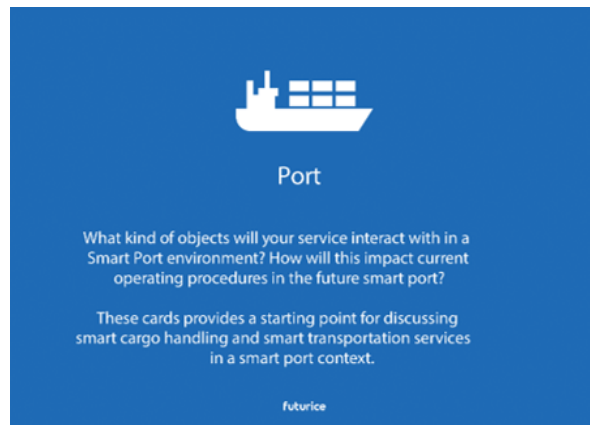 Port
What kind of objects will your service interact with in a
Smart Port environment? How will this impact current
operating procedures in the future smart port?
These cards provides a starting point for discussing
smart cargo handling and smart transportation services
in a smart port context.
futurice